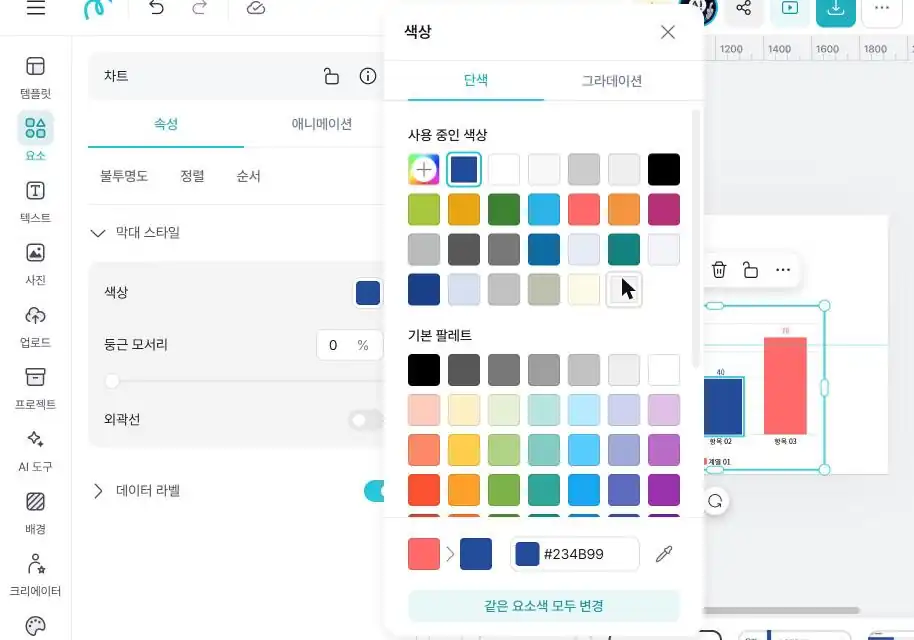 색상
단색
그라데이션
사용 중인 색상
기본 팔레트
#234B99
같은 요소색 모두 변경
차트
속성
애니메이션
불투명도
정렬
순서
막대 스타일
색상
둥근 모서리
0 %
외곽선
데이터 라벨
템플릿
요소
텍스트
사진
업로드
프로젝트
AI 도구
배경
크리에이터
1200
1400
1600
1800
40
78
항목 02
항목 03
계열 01